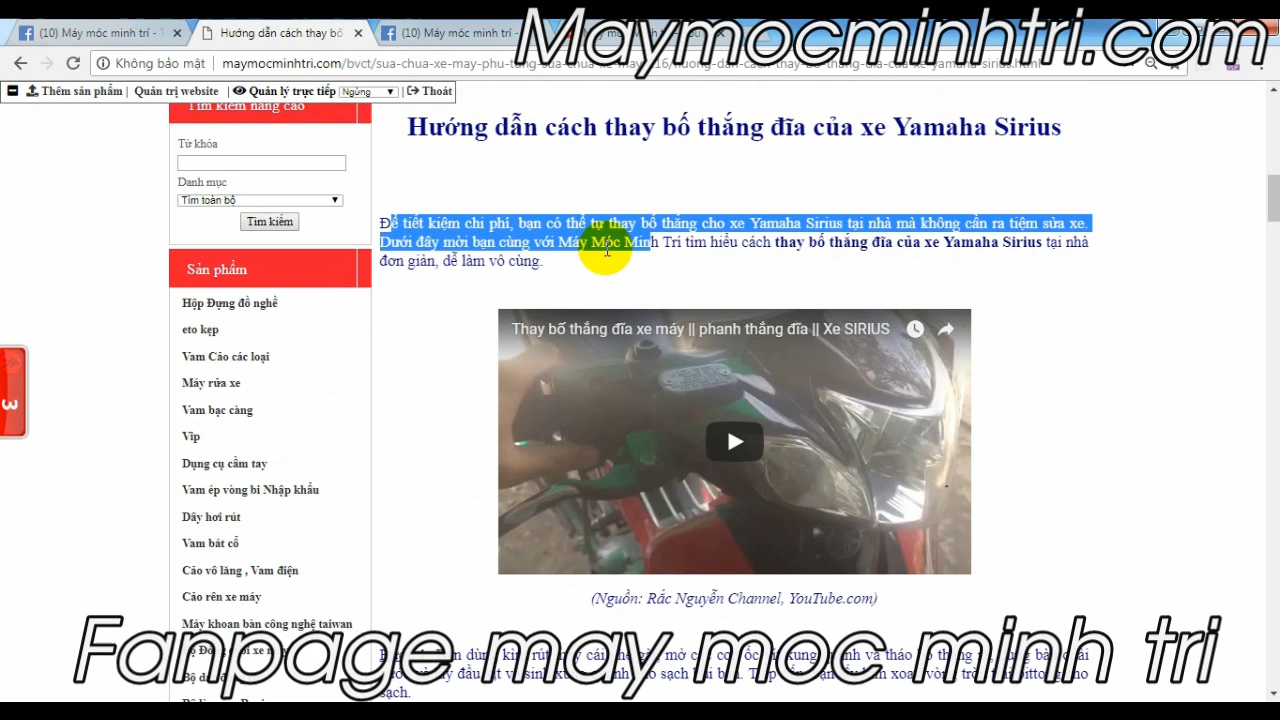 Maymocminhtri.com
(10) Máy móc minh trí - T
Hướng dẫn cách thay bố
(10) Máy móc minh trí -
Không bảo mật
maymocminhtri.com/bvct/sua-chua-xe-may-phu-tung-sua-chua-xe-may
Thêm sản phẩm | Quản trị website | Quản lý trực tiếp Ngừng Thoát
Tìm kiếm nâng cao
Từ khóa
Danh mục
Tìm toàn bộ
Tìm kiếm
Sản phẩm
Hộp Đựng đồ nghề
eto kẹp
Vam Cảo các loại
Máy rửa xe
Vam bạc càng
Vĩp
Dụng cụ cầm tay
Vam ép vòng bi Nhập khẩu
Dây hơi rút
Vam bát cổ
Cảo vô lăng , Vam điện
Cảo rên xe máy
Máy khoan bàn công nghệ taiwan
3
Hướng dẫn cách thay bố thắng đĩa của xe Yamaha Sirius
Để tiết kiệm chi phí, bạn có thể tự thay bố thắng cho xe Yamaha Sirius tại nhà mà không cần ra tiệm sửa xe.
Dưới đây mời bạn cùng với Máy Móc Minh Trí tìm hiểu cách thay bố thắng đĩa của xe Yamaha Sirius tại nhà
đơn giản, dễ làm vô cùng.
Thay bố thắng đĩa xe máy || phanh thắng đĩa || Xe SIRIUS
(Nguồn: Rắc Nguyễn Channel, YouTube.com)
sạch.
Fanpage may moc minh tri